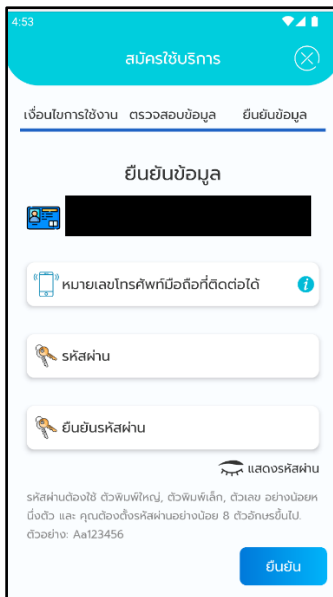 4:53
สมัครใช้บริการ
เงื่อนไขการใช้งาน ตรวจสอบข้อมูล ยืนยันข้อมูล
ยืนยันข้อมูล
หมายเลขโทรศัพท์มือถือที่ติดต่อได้
รหัสผ่าน
ยืนยันรหัสผ่าน
แสดงรหัสผ่าน
รหัสผ่านต้องใช้ ตัวพิมพ์ใหญ่, ตัวพิมพ์เล็ก, ตัวเลข อย่างน้อยห
นึ่งตัว และ คุณต้องตั้งรหัสผ่านอย่างน้อย 8 ตัวอักษรขึ้นไป.
ตัวอย่าง: Aa123456
ยืนยัน